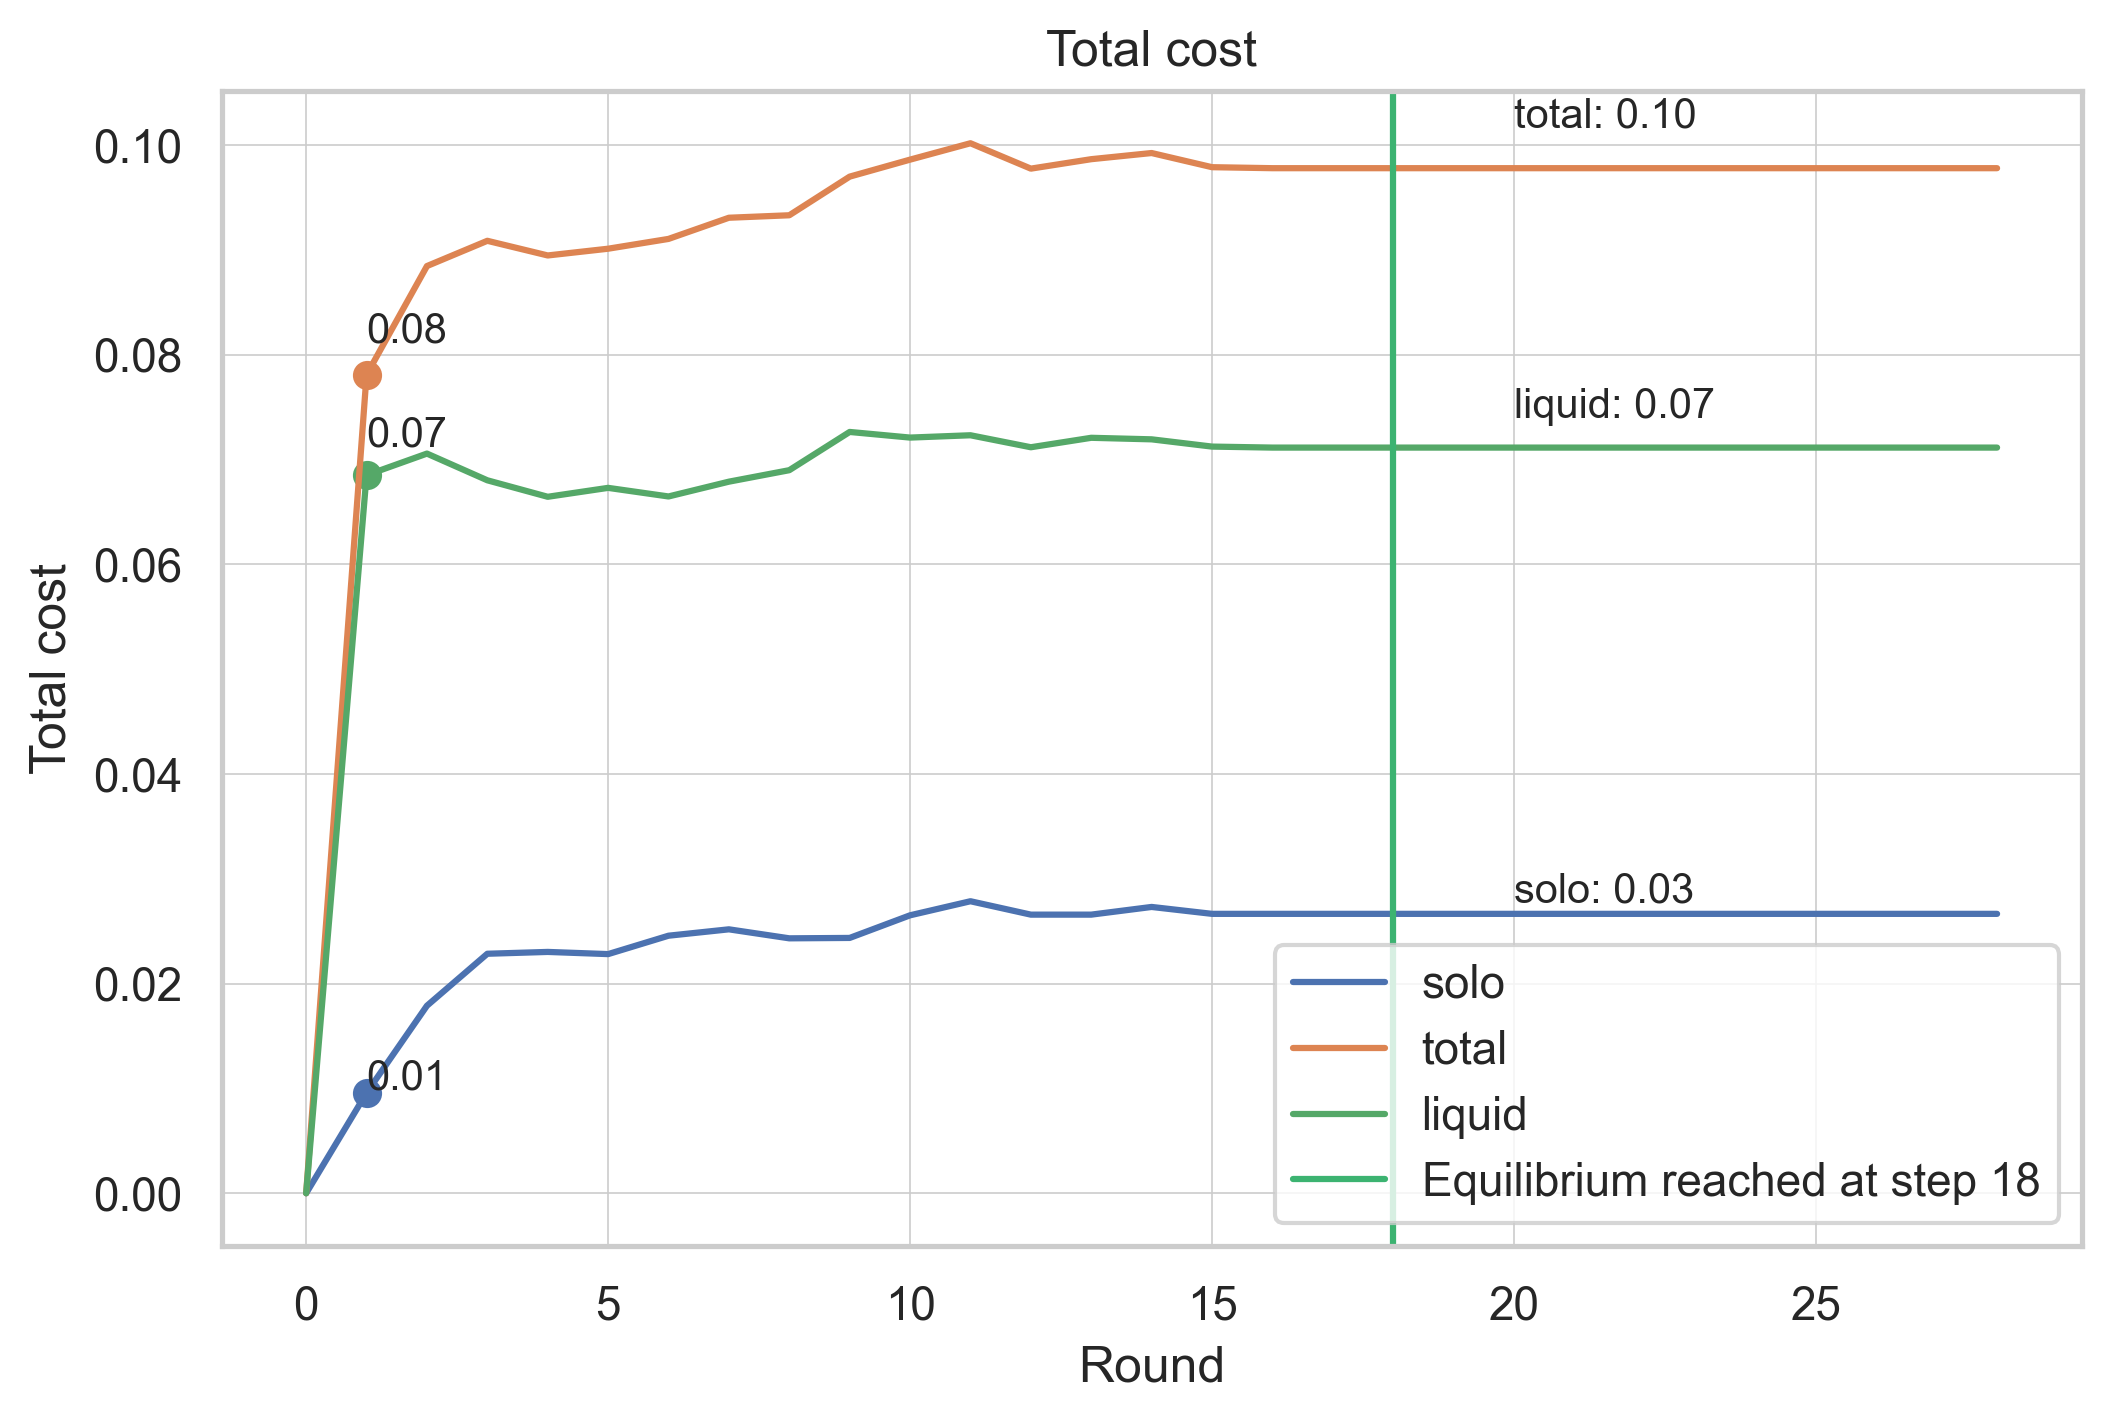 Total cost
total: 0.10
0.10
0.08
0.08
liquid: 0.07
0.07
0.06
Total cost
0.04
solo: 0.03
0.02
solo
total
0.01
liquid
Equilibrium reached at step 18
0.00
0 5 10 15 20 25
Round